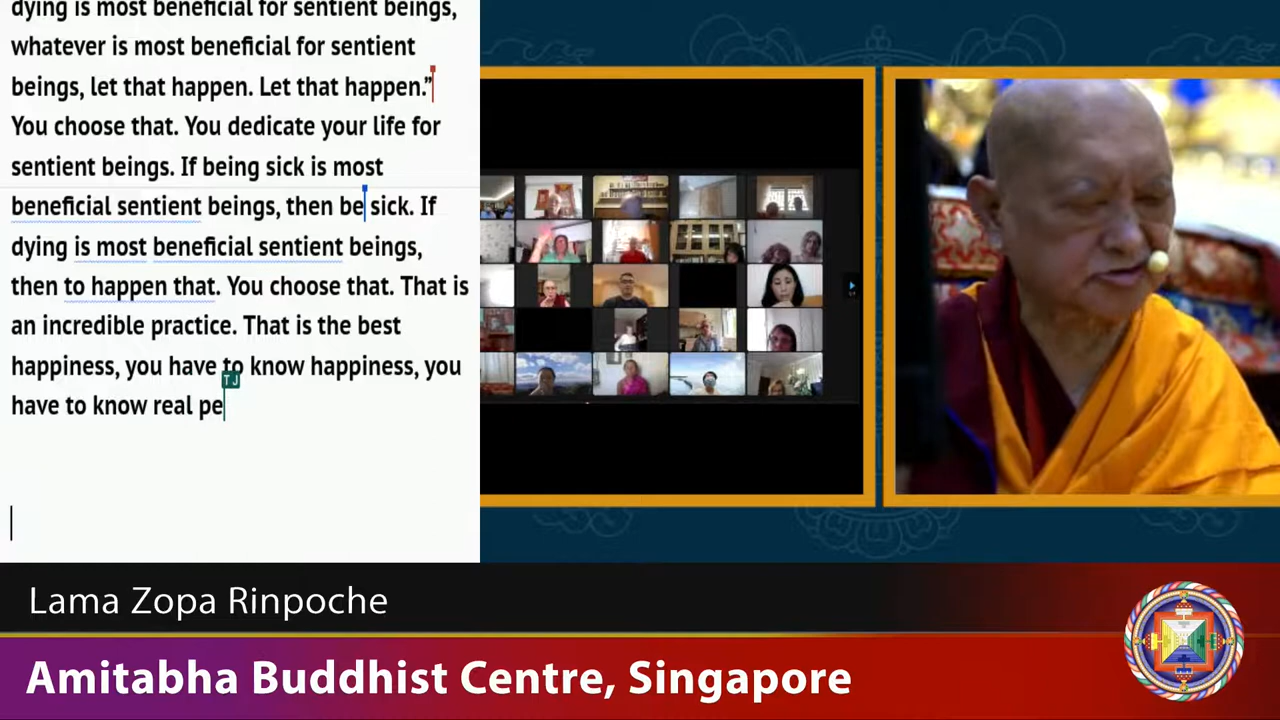 dying is most beneficial for sentient beings,
whatever is most beneficial for sentient
beings, let that happen. Let that happen.”
You choose that. You dedicate your life for
sentient beings. If being sick is most
beneficial sentient beings, then be sick. If
dying is most beneficial sentient beings,
then to happen that. You choose that. That is
an incredible practice. That is the best
happiness, you have to know happiness, you
TJ
have to know real pe
Lama Zopa Rinpoche
Amitabha Buddhist Centre, Singapore